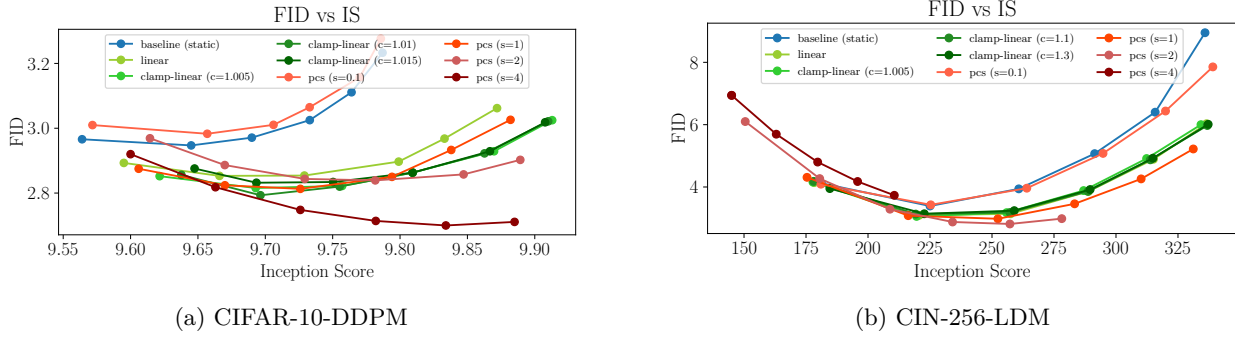 FID vs IS
baseline (static)
linear
clamp-linear (c=1.005)
clamp-linear (c=1.01)
clamp-linear (c=1.015)
pcs (s=0.1)
pcs (s=1)
pcs (s=2)
pcs (s=4)
FID
3.2
3.0
2.8
9.55 9.60 9.65 9.70 9.75 9.80 9.85 9.90
Inception Score
(a) CIFAR-10-DDPM
FID vs IS
baseline (static)
linear
clamp-linear (c=1.005)
clamp-linear (c=1.1)
clamp-linear (c=1.3)
pcs (s=0.1)
pcs (s=1)
pcs (s=2)
pcs (s=4)
FID
8
6
4
150 175 200 225 250 275 300 325
Inception Score
(b) CIN-256-LDM